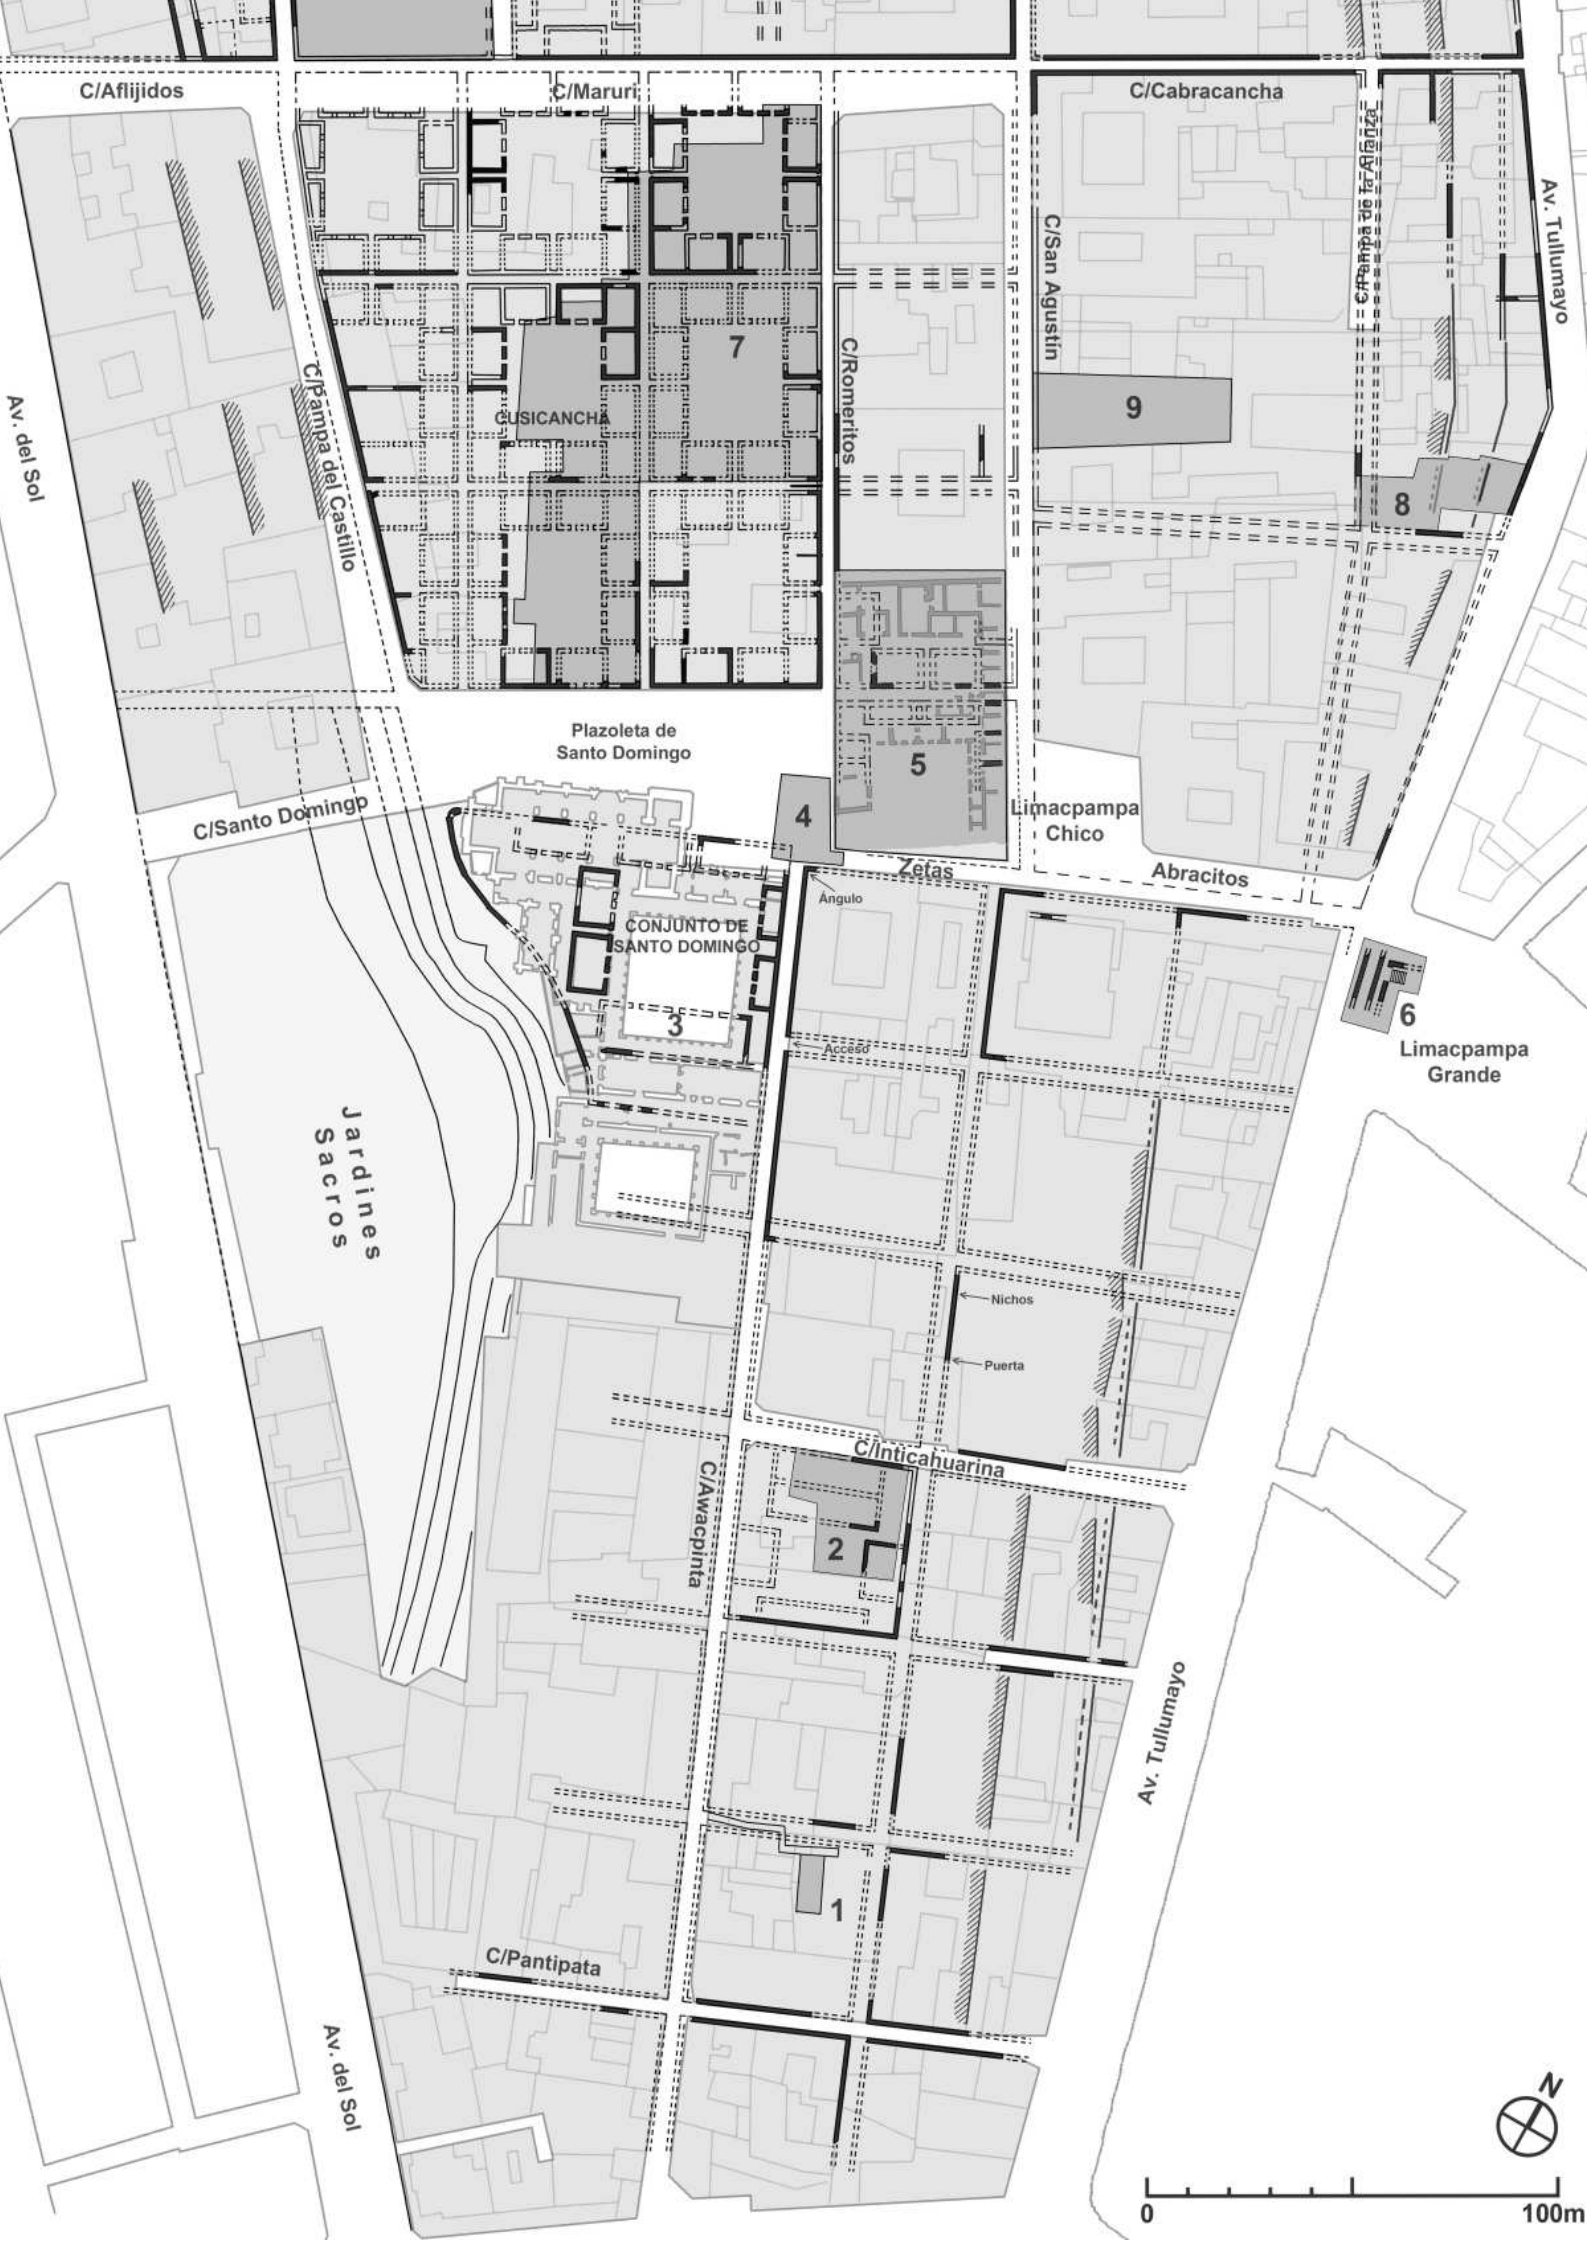 C/Aflijidos
C/Maruri
C/Cabracancha
C/Pampa de la Alianza
Av. Tullumayo
C/San Agustín
C/Romeritos
7
9
CUSICANCHA
C/Pampa del Castillo
Av. del Sol
8
Plazoleta de
Santo Domingo
5
4
C/Santo Domingo
Limacpampa
Chico
Zetas
Abracitos
Ángulo
CONJUNTO DE
SANTO DOMINGO
3
Acceso
6
Limacpampa
Grande
Jardines
Sacros
Nichos
Puerta
C/Inticahuarina
C/Awacpinta
2
Av. Tullumayo
1
C/Pantipata
Av. del Sol
N
0
100m